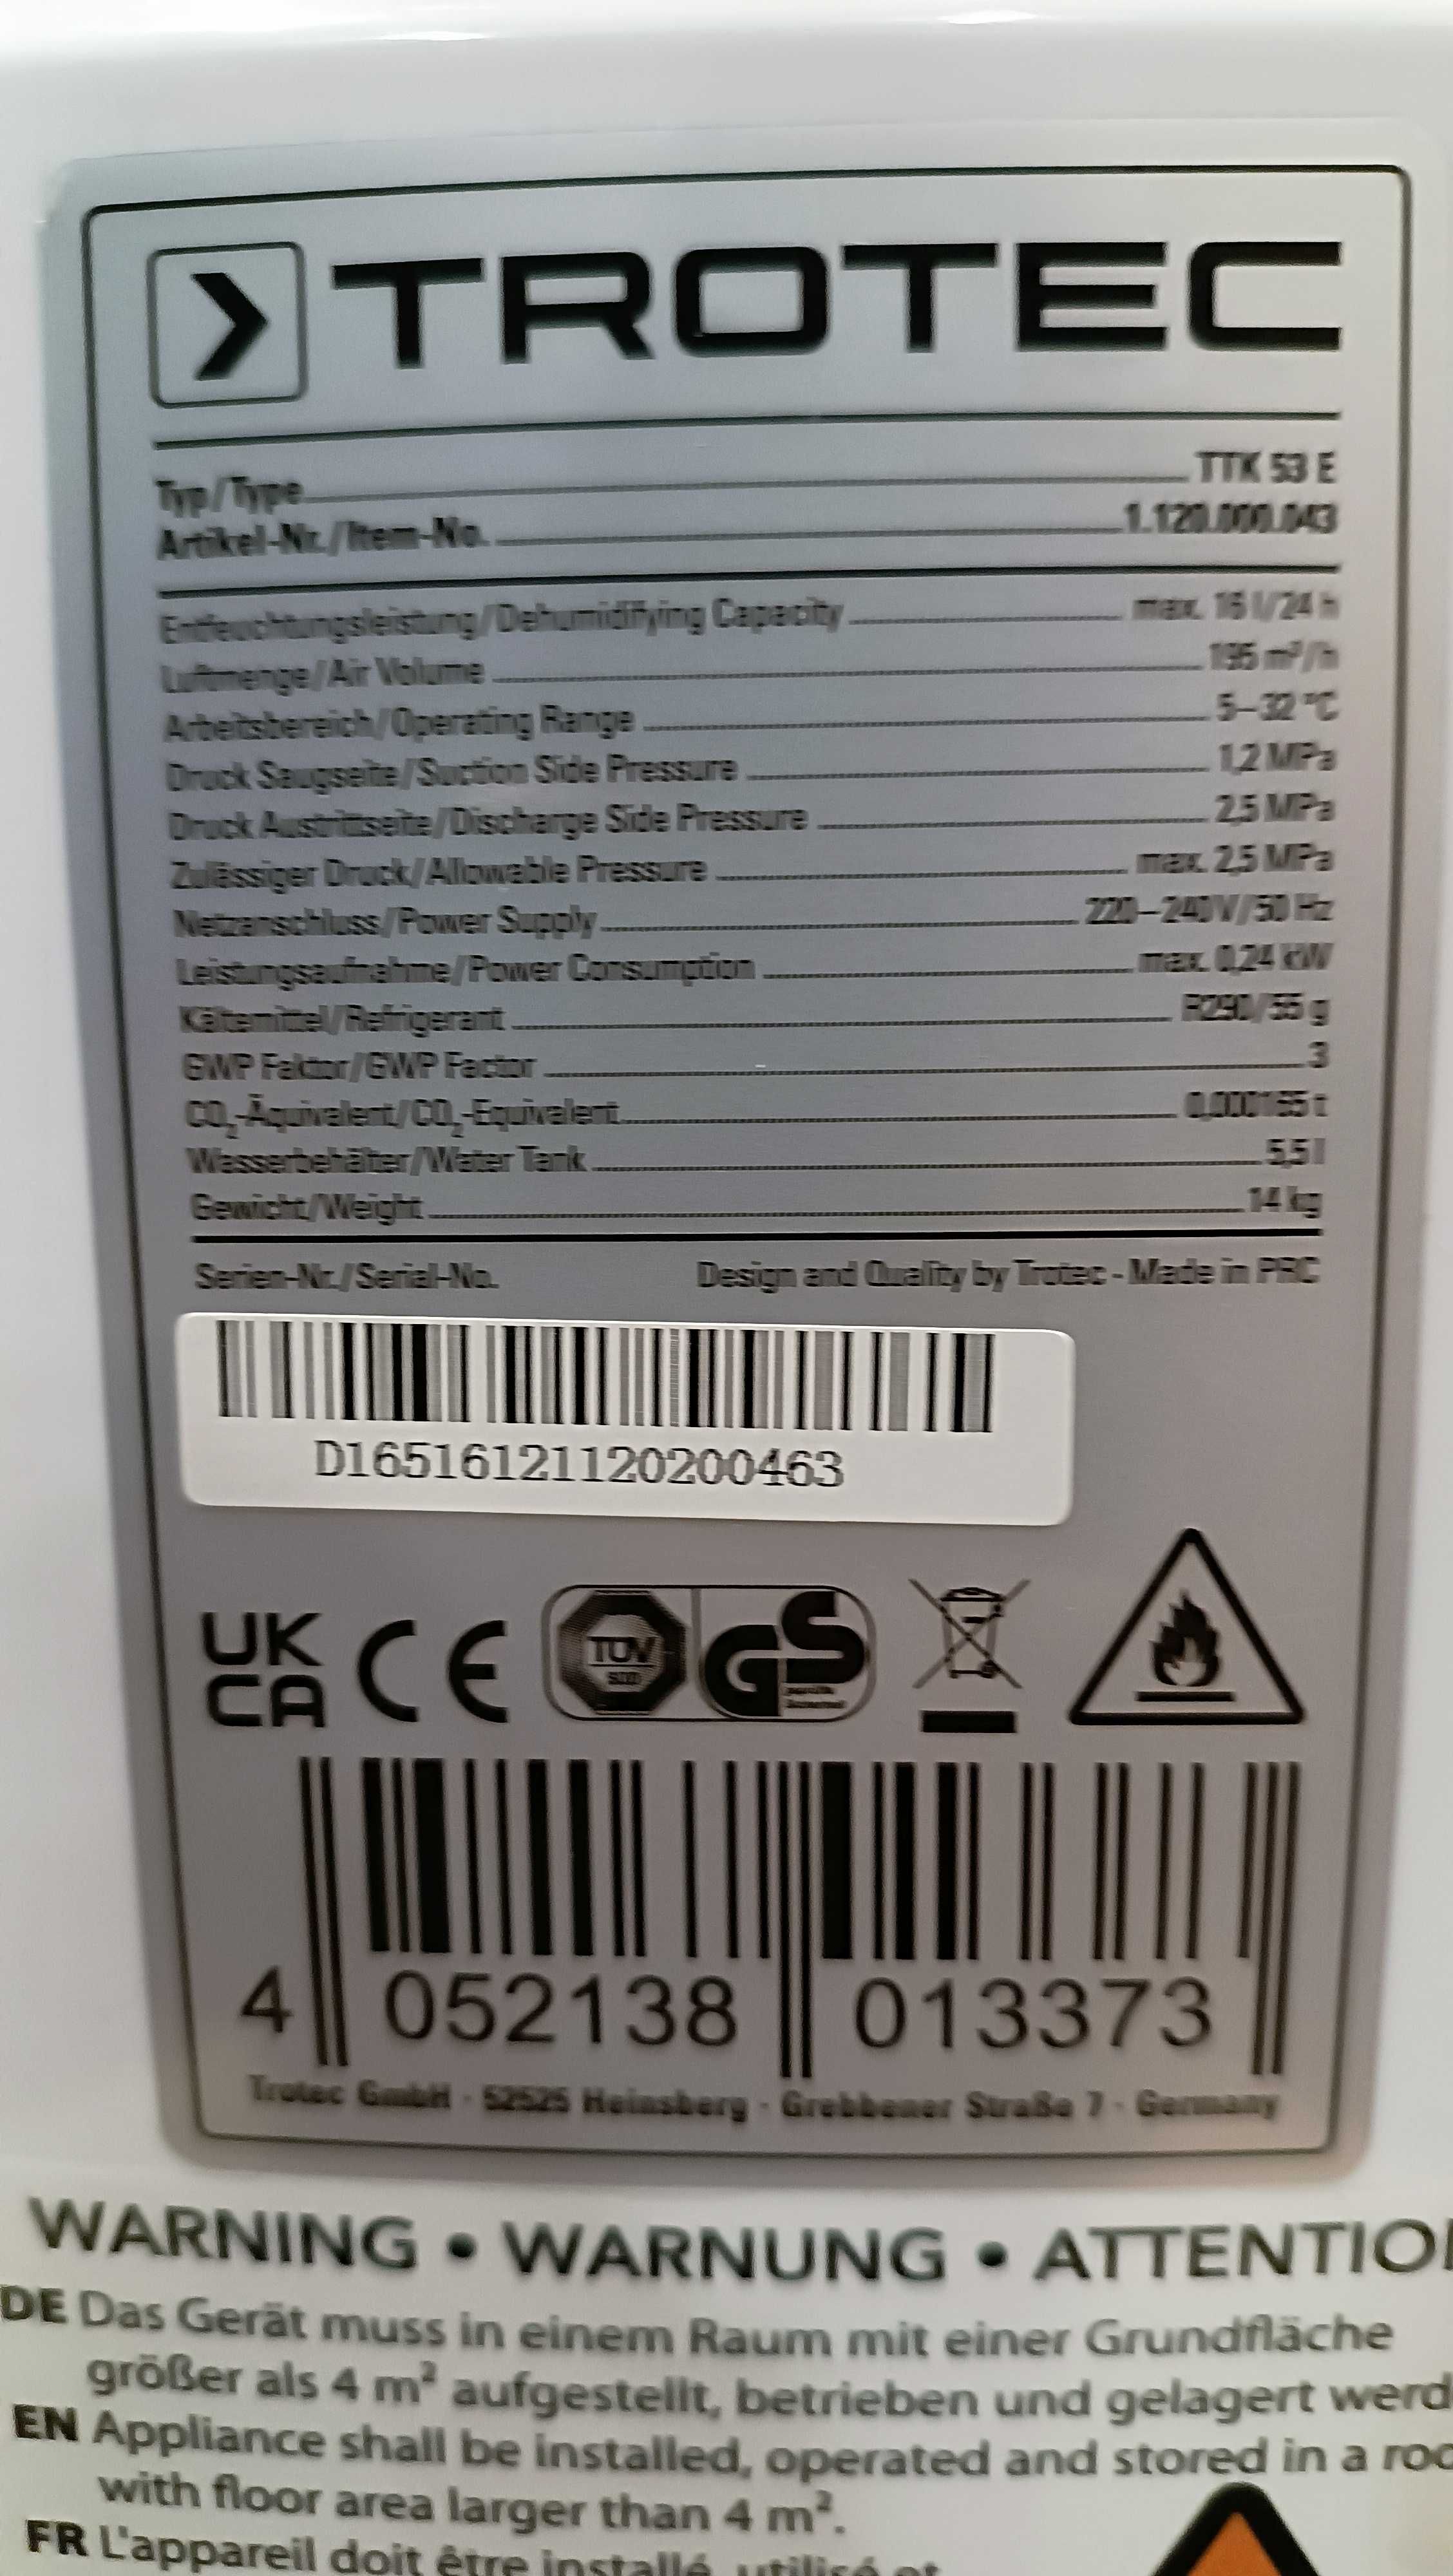 TROTEC
Typ/Type TTK 53 E
Artikel-Nr./Item-No. 1.120.000.043
Entfeuchtungsleistung/Dehumidifying Capacity max. 16 l/24 h
Luftmenge/Air Volume 195 m³/h
Arbeitsbereich/Operating Range 5–32 °C
Druck Saugseite/Suction Side Pressure 1,2 MPa
Druck Austrittseite/Discharge Side Pressure 2,5 MPa
Zulässiger Druck/Allowable Pressure max. 2,5 MPa
Netzanschluss/Power Supply 220–240 V/50 Hz
Leistungsaufnahme/Power Consumption max. 0,24 kW
Kältemittel/Refrigerant R290/55 g
GWP Faktor/GWP Factor 3
CO₂-Äquivalent/CO₂-Equivalent 0,000165 t
Wasserbehälter/Water Tank 5,5 l
Gewicht/Weight 14 kg
Serien-Nr./Serial-No. Design and Quality by Trotec - Made in PRC
D16516121120200463
UK
CA CE TÜV SÜD GS geprüfte Sicherheit
4 052138 013373
Trotec GmbH · 52525 Heinsberg · Grebbener Straße 7 · Germany
WARNING • WARNUNG • ATTENTIO
DE Das Gerät muss in einem Raum mit einer Grundfläche
größer als 4 m² aufgestellt, betrieben und gelagert werd
EN Appliance shall be installed, operated and stored in a roo
with floor area larger than 4 m².
FR L'appareil doit être installé, utilisé et